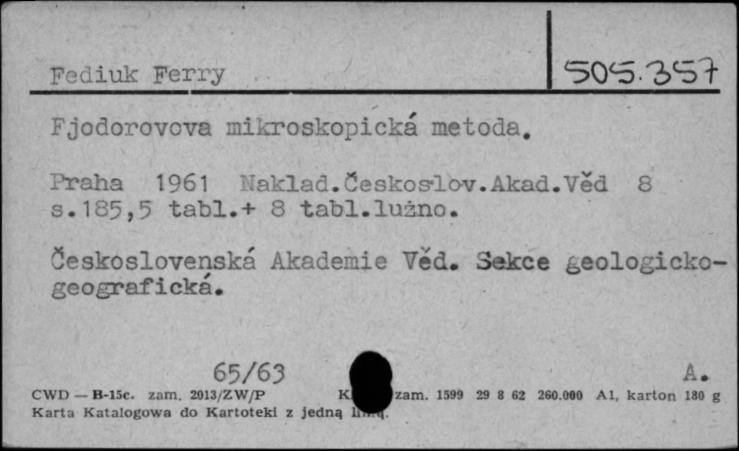 Fediuk Ferry
505.357
Fjodorovova mikroskopická metoda.
Praha 1961 Naklad.Českoslov.Akad.Věd 8
s.185,5 tabl.+ 8 tabl.luźno.
Československá Akademie Věd. Sekce geologicko-
geografická.
65/63
A.
CWD — B-15c. zam. 2013/ZW/P zam. 1599 29 8 62 260.000 A1, karton 180 g
Karta Katalogowa do Kartoteki z jedną